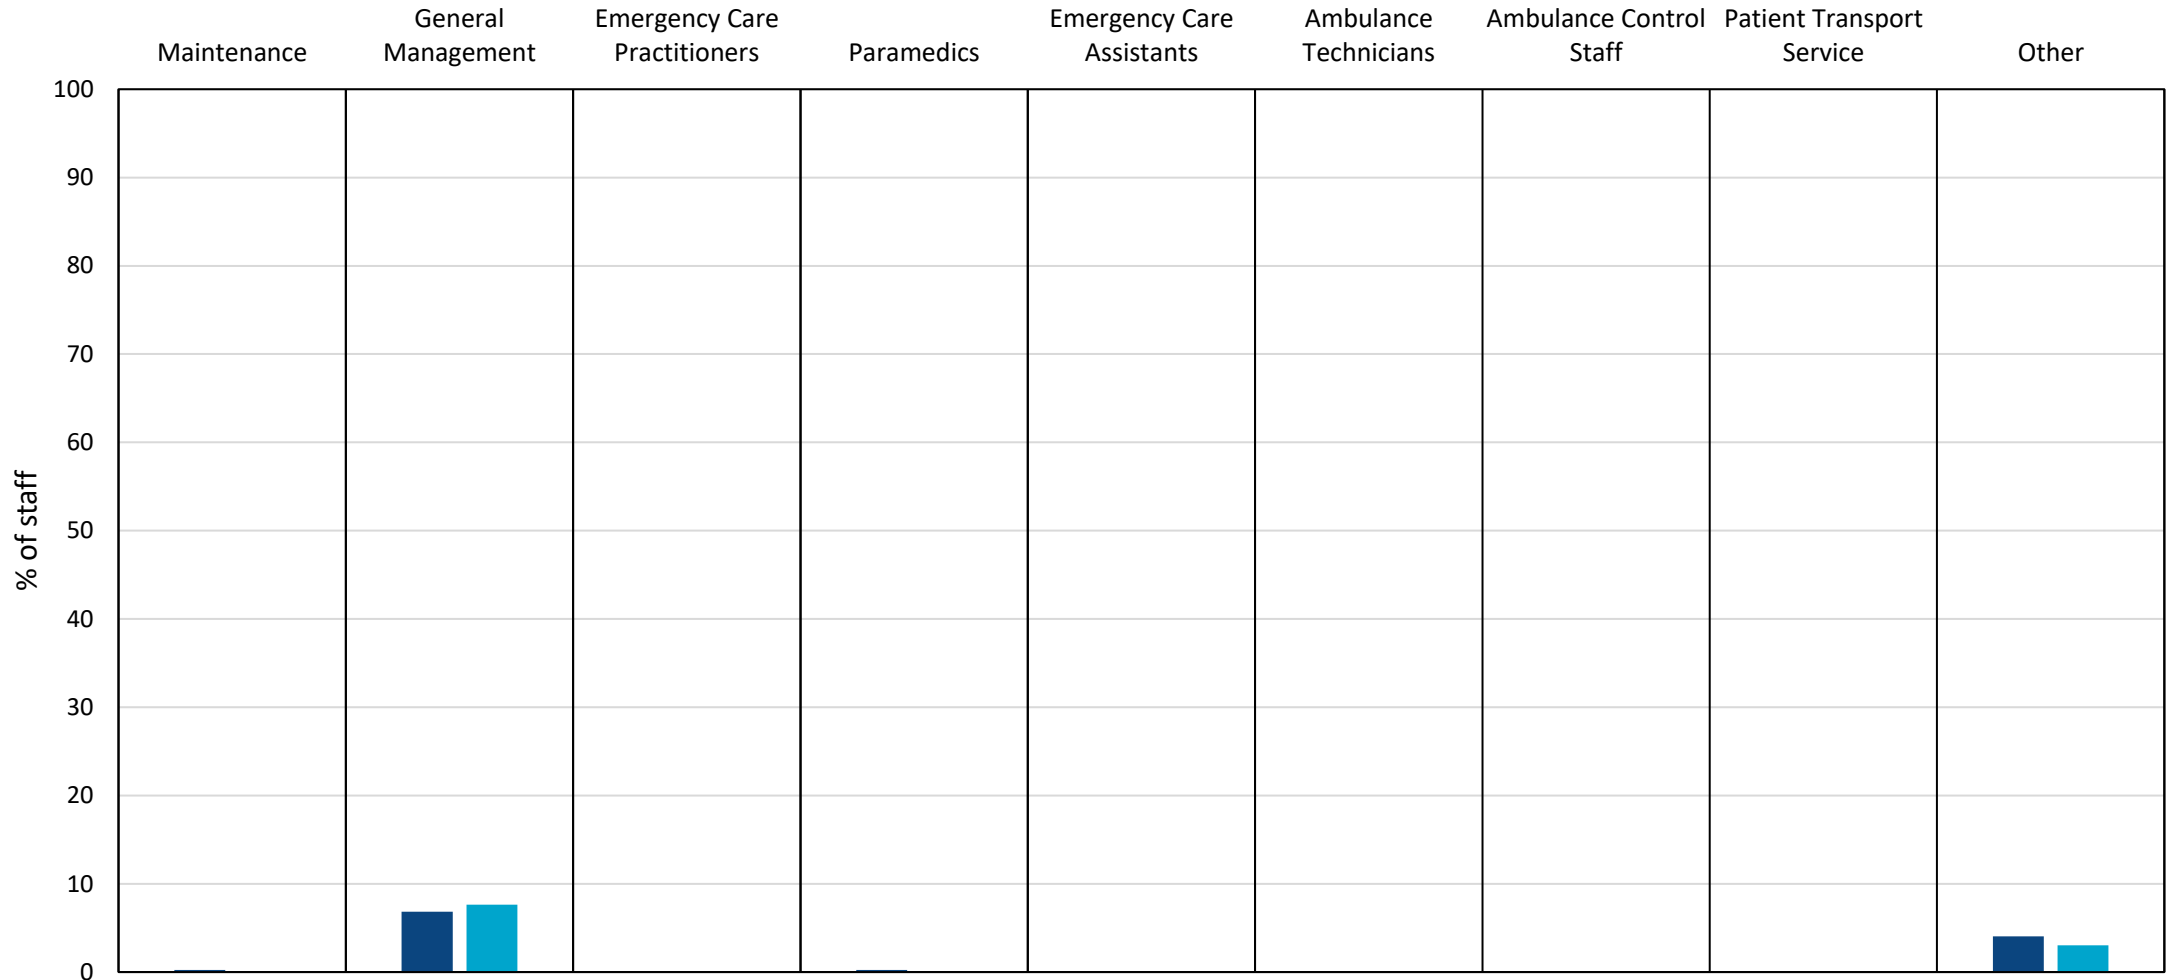 Maintenance
General
Management
Emergency Care
Practitioners
Paramedics
Emergency Care
Assistants
Ambulance
Technicians
Ambulance Control
Staff
Patient Transport
Service
Other
% of staff
100
90
80
70
60
50
40
30
20
10
0